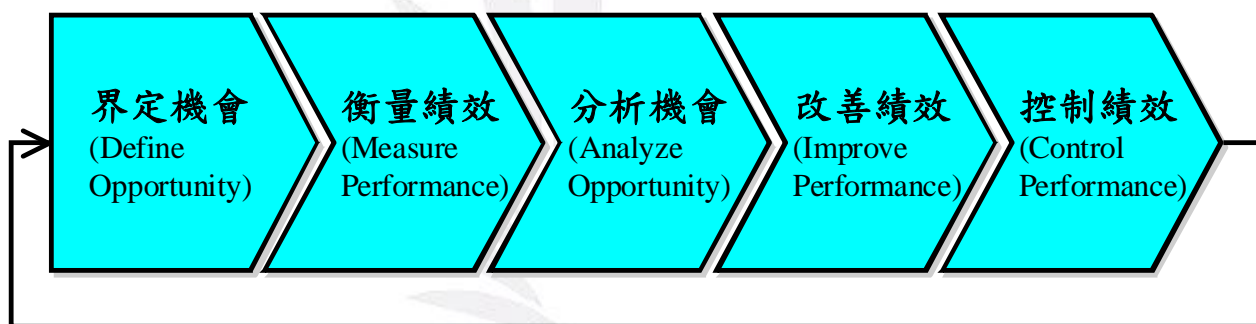 界定機會
(Define
Opportunity)
衡量績效
(Measure
Performance)
分析機會
(Analyze
Opportunity)
改善績效
(Improve
Performance)
控制績效
(Control
Performance)